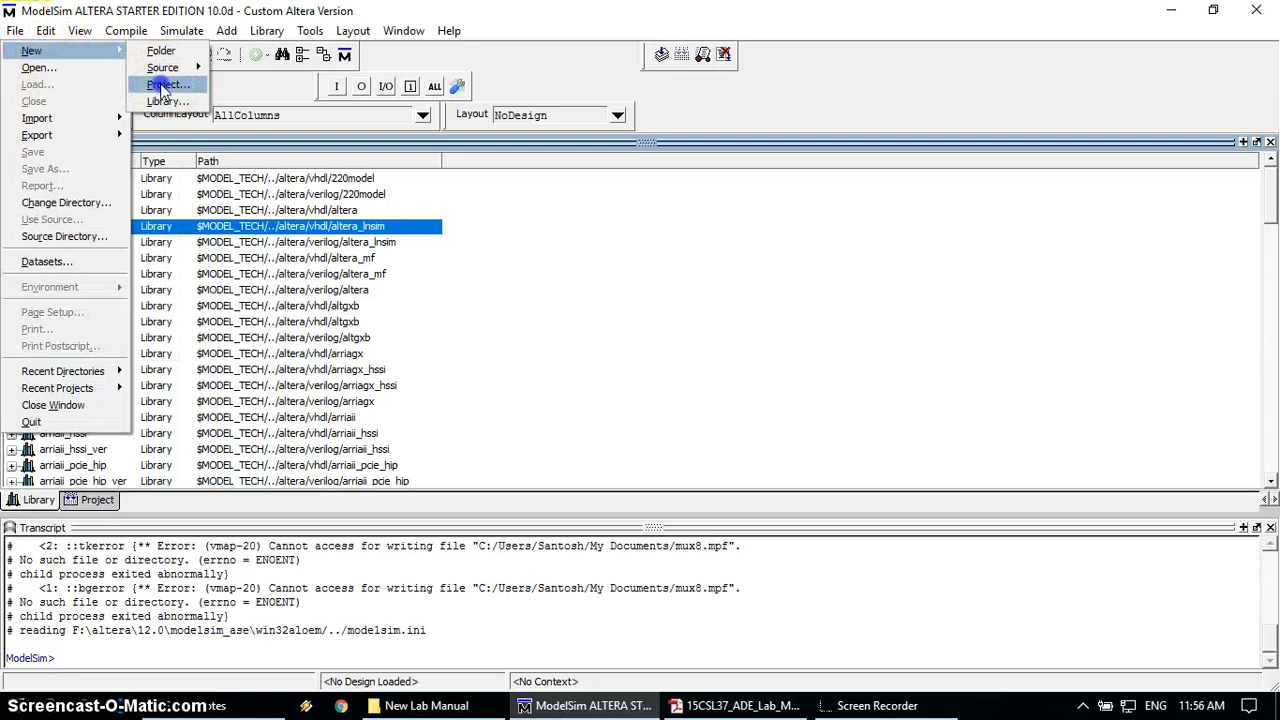 ModelSim ALTERA STARTER EDITION 10.0d - Custom Altera Version
File Edit View Compile Simulate Add Library Tools Layout Window Help
New
Open...
Load...
Close
Import
Export
Save
Save As...
Report...
Change Directory...
Use Source...
Source Directory...
Datasets...
Environment
Page Setup...
Print...
Print Postscript...
Recent Directories
Recent Projects
Close Window
Quit
Folder
Source
Project...
Library...
ColumnLayout AllColumns
Layout NoDesign
I O I/O ALL
Type Path
Library $MODEL_TECH/../altera/vhdl/220model
Library $MODEL_TECH/../altera/verilog/220model
Library $MODEL_TECH/../altera/vhdl/altera
Library $MODEL_TECH/../altera/vhdl/altera_lnsim
Library $MODEL_TECH/../altera/verilog/altera_lnsim
Library $MODEL_TECH/../altera/vhdl/altera_mf
Library $MODEL_TECH/../altera/verilog/altera_mf
Library $MODEL_TECH/../altera/verilog/altera
Library $MODEL_TECH/../altera/vhdl/altgxb
Library $MODEL_TECH/../altera/vhdl/altgxb
Library $MODEL_TECH/../altera/verilog/altgxb
Library $MODEL_TECH/../altera/vhdl/arriagx
Library $MODEL_TECH/../altera/vhdl/arriagx_hssi
Library $MODEL_TECH/../altera/verilog/arriagx_hssi
Library $MODEL_TECH/../altera/verilog/arriagx
Library $MODEL_TECH/../altera/vhdl/arriaii
arriaii_hssi Library $MODEL_TECH/../altera/vhdl/arriaii_hssi
arriaii_hssi_ver Library $MODEL_TECH/../altera/verilog/arriaii_hssi
arriaii_pcie_hip Library $MODEL_TECH/../altera/vhdl/arriaii_pcie_hip
arriaii_pcie_hip_ver Library $MODEL_TECH/../altera/verilog/arriaii_pcie_hip
Library Project
Transcript
# <2: ::tkerror {** Error: (vmap-20) Cannot access for writing file "C:/Users/Santosh/My Documents/mux8.mpf".
# No such file or directory. (errno = ENOENT)
# child process exited abnormally}
# <1: ::bgerror {** Error: (vmap-20) Cannot access for writing file "C:/Users/Santosh/My Documents/mux8.mpf".
# No such file or directory. (errno = ENOENT)
# child process exited abnormally}
# reading F:\altera\12.0\modelsim_ase\win32aloem/../modelsim.ini
ModelSim>
<No Design Loaded> <No Context>
Screencast-O-Matic.com
New Lab Manual ModelSim ALTERA ST... 15CSL37_ADE_Lab_M... Screen Recorder ENG 11:56 AM